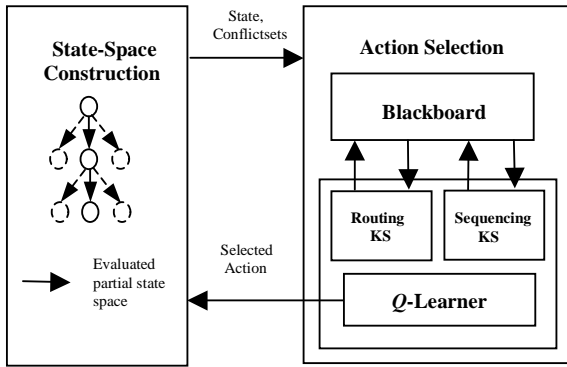 State-Space
Construction
Evaluated
partial state
space
State,
Conflictsets
Selected
Action
Action Selection
Blackboard
Routing
KS
Sequencing
KS
Q-Learner